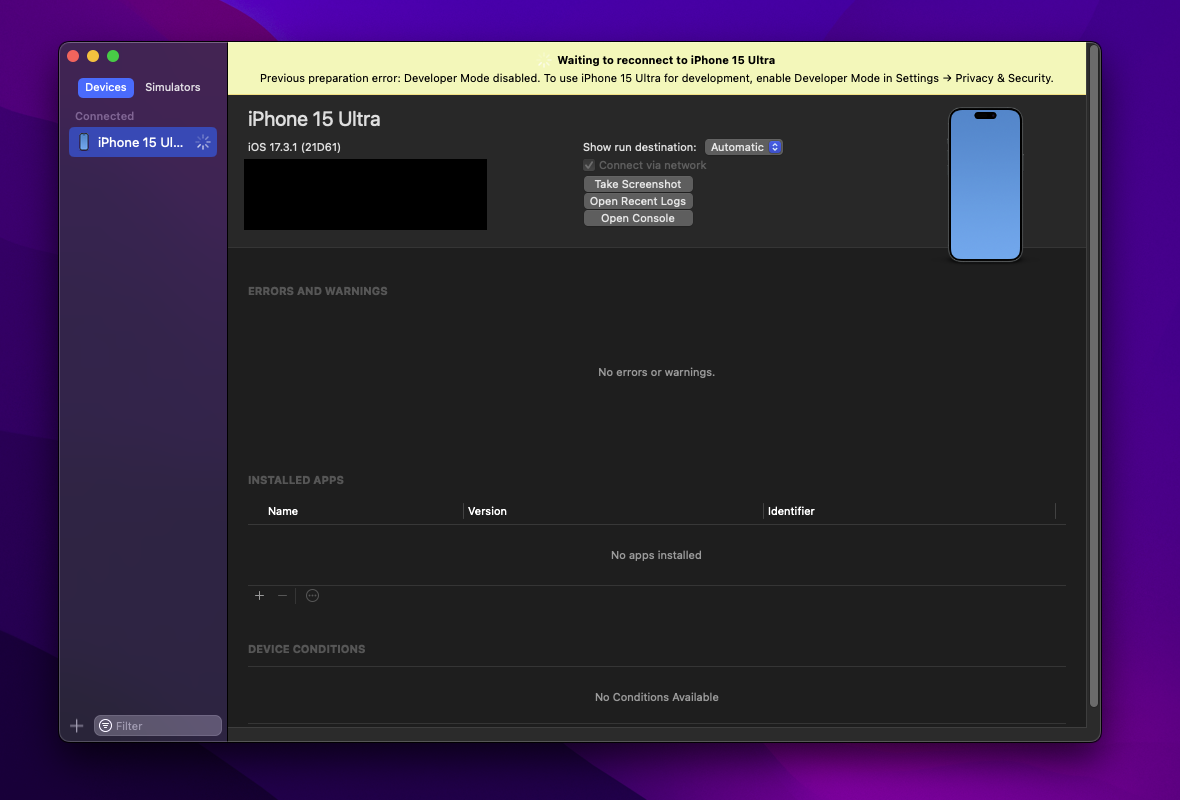 Waiting to reconnect to iPhone 15 Ultra
Previous preparation error: Developer Mode disabled. To use iPhone 15 Ultra for development, enable Developer Mode in Settings → Privacy & Security.
Devices
Simulators
Connected
iPhone 15 Ul...
iPhone 15 Ultra
iOS 17.3.1 (21D61)
Show run destination: Automatic
Connect via network
Take Screenshot
Open Recent Logs
Open Console
ERRORS AND WARNINGS
No errors or warnings.
INSTALLED APPS
Name Version Identifier
No apps installed
DEVICE CONDITIONS
No Conditions Available
Filter